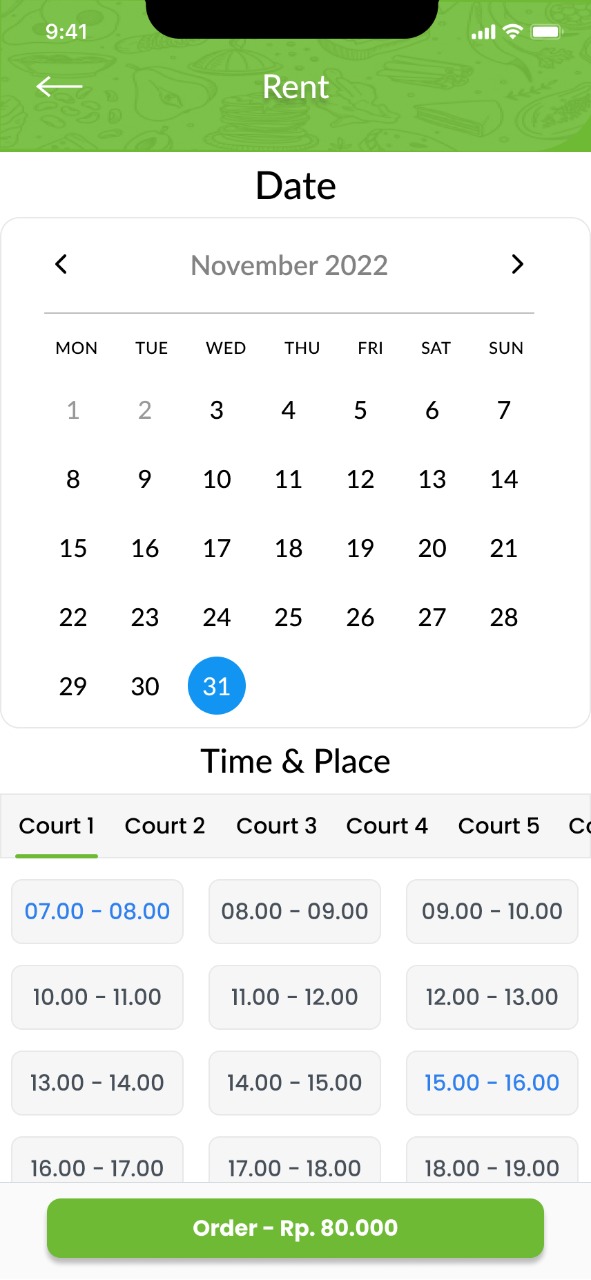 9:41
Rent
Date
November 2022
MON TUE WED THU FRI SAT SUN
1 2 3 4 5 6 7
8 9 10 11 12 13 14
15 16 17 18 19 20 21
22 23 24 25 26 27 28
29 30 31
Time & Place
Court 1 Court 2 Court 3 Court 4 Court 5 Co
07.00 - 08.00 08.00 - 09.00 09.00 - 10.00
10.00 - 11.00 11.00 - 12.00 12.00 - 13.00
13.00 - 14.00 14.00 - 15.00 15.00 - 16.00
16.00 - 17.00 17.00 - 18.00 18.00 - 19.00
Order - Rp. 80.000